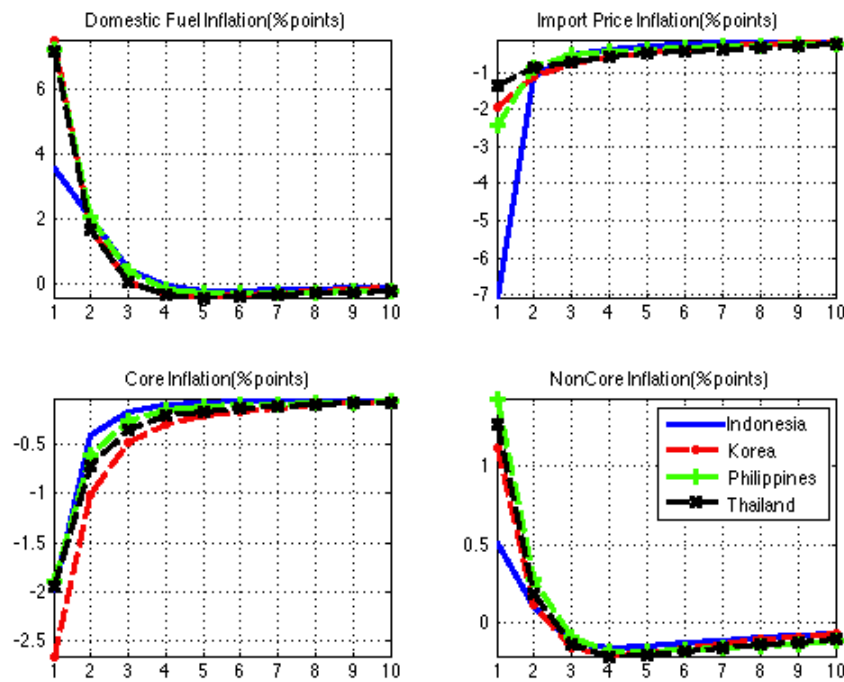 Domestic Fuel Inflation(%points)
6
4
2
0
1 2 3 4 5 6 7 8 9 10
Import Price Inflation(%points)
-1
-2
-3
-4
-5
-6
-7
1 2 3 4 5 6 7 8 9 10
Core Inflation(%points)
-0.5
-1
-1.5
-2
-2.5
1 2 3 4 5 6 7 8 9 10
NonCore Inflation(%points)
1
0.5
0
1 2 3 4 5 6 7 8 9 10
Indonesia
Korea
Philippines
Thailand